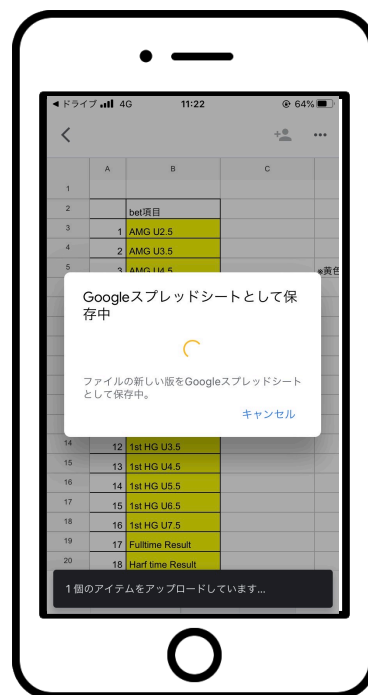 ◀ドライブ 4G 11:22 64%
A B C
1
2 bet項目
3 1 AMG U2.5
4 2 AMG U3.5
5 3 AMG U4.5 ※黄色
Googleスプレッドシートとして保
存中
ファイルの新しい版をGoogleスプレッドシート
として保存中。
キャンセル
14 12 1st HG U3.5
15 13 1st HG U4.5
16 14 1st HG U5.5
17 15 1st HG U6.5
18 16 1st HG U7.5
19 17 Fulltime Result
20 18 Harf time Result
1 個のアイテムをアップロードしています...